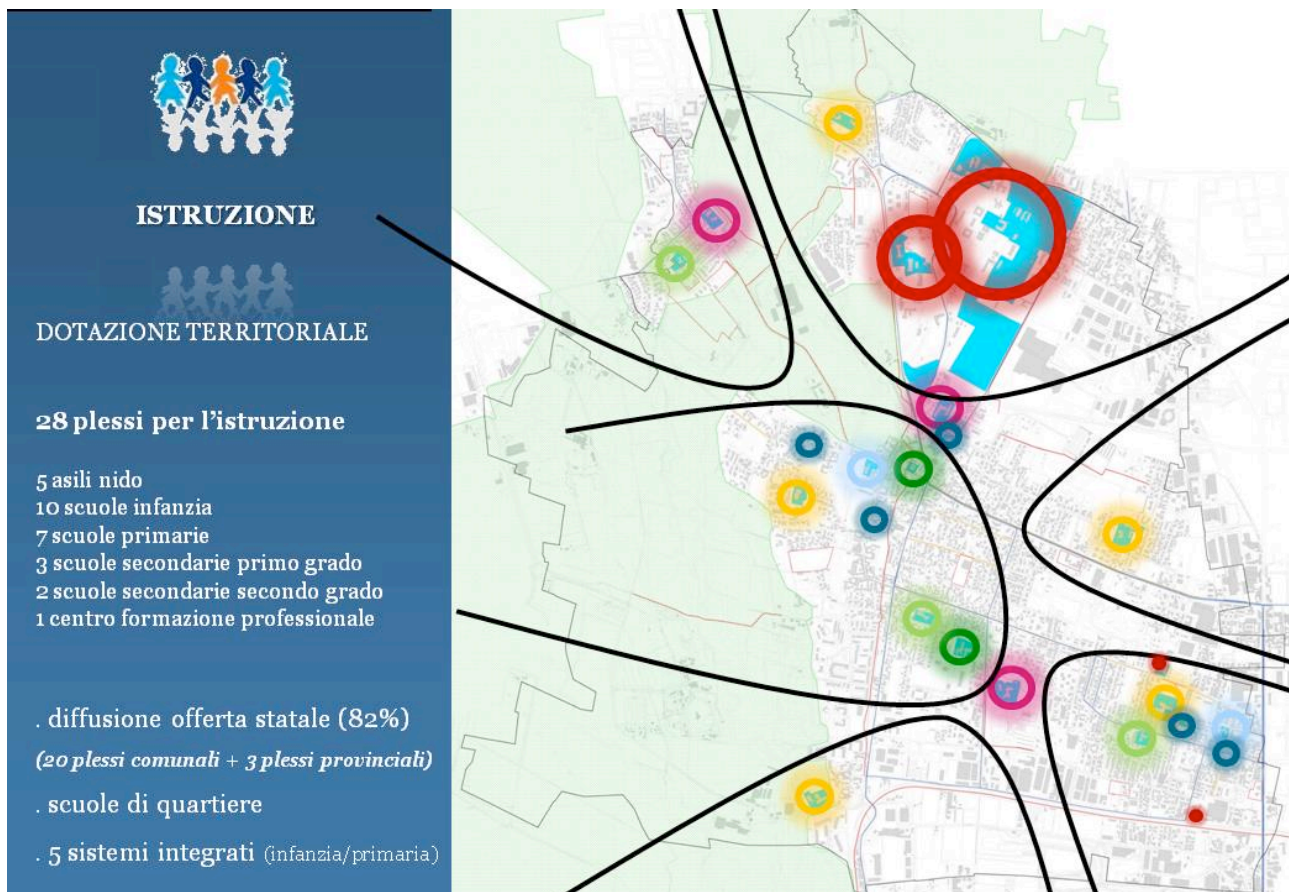 ISTRUZIONE
DOTAZIONE TERRITORIALE
28 plessi per l'istruzione
5 asili nido
10 scuole infanzia
7 scuole primarie
3 scuole secondarie primo grado
2 scuole secondarie secondo grado
1 centro formazione professionale
. diffusione offerta statale (82%)
(20 plessi comunali + 3 plessi provinciali)
. scuole di quartiere
. 5 sistemi integrati (infanzia/primaria)